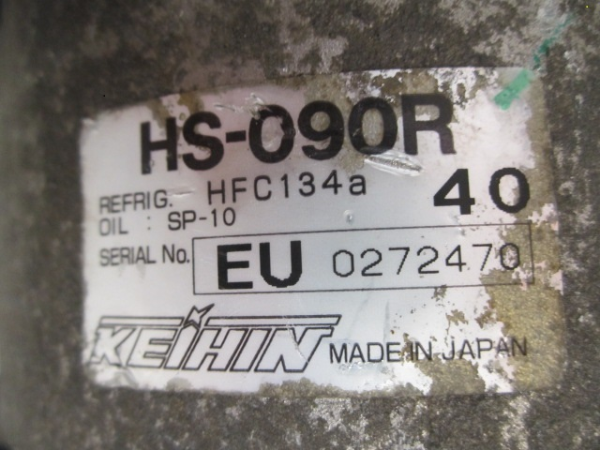 HS-090R
REFRIG. HFC134a 40
OIL : SP-10
SERIAL No. EU 0272470
KEIHIN MADE IN JAPAN